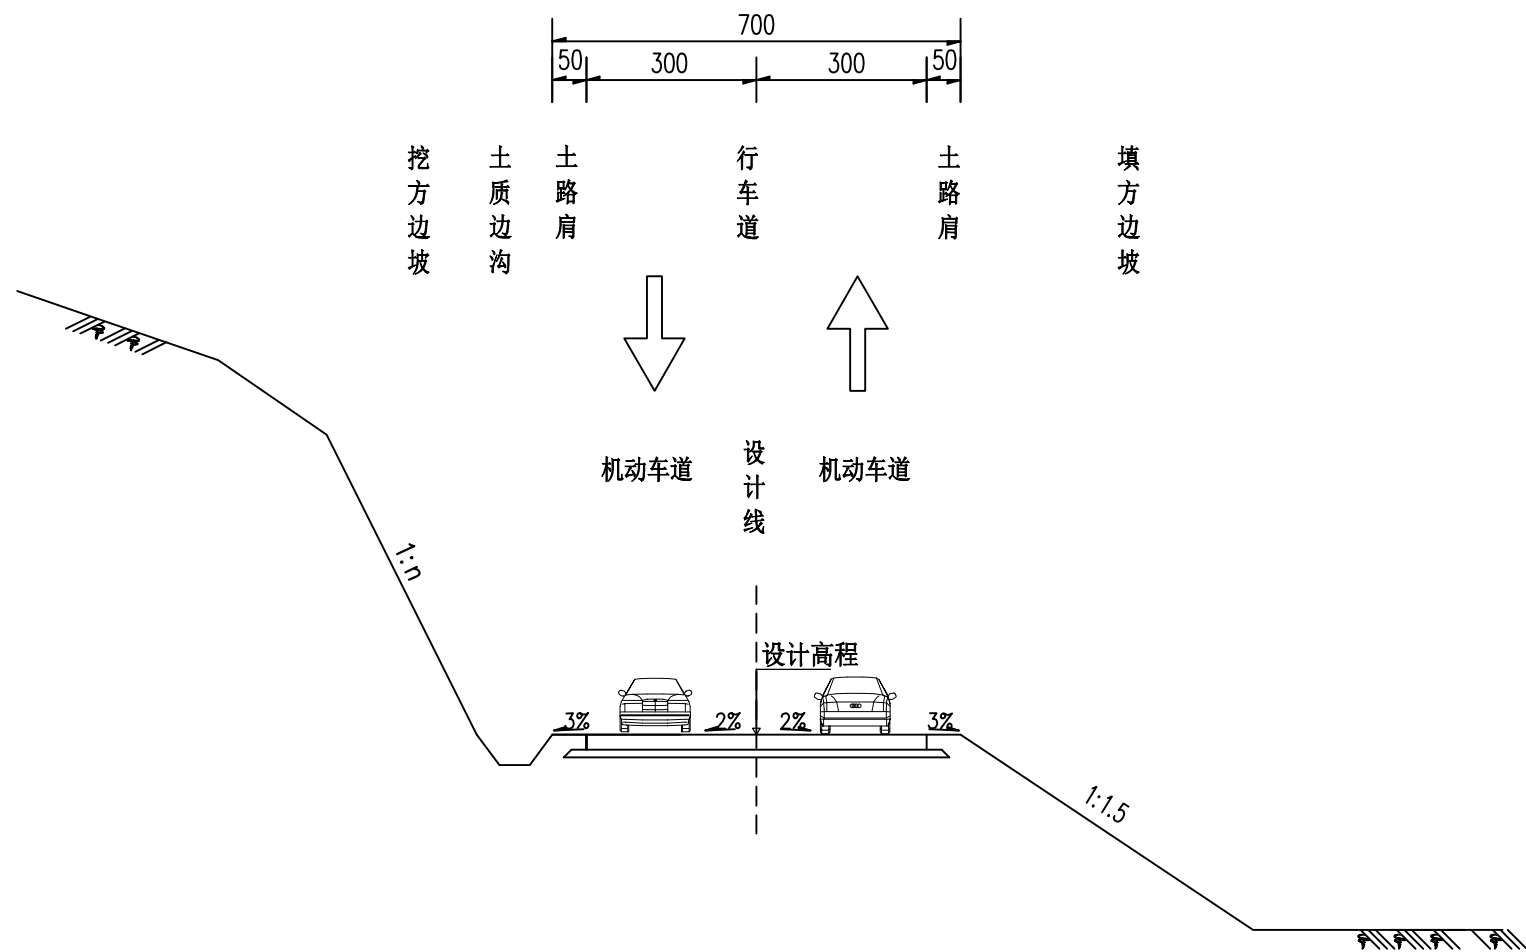 700
50
300
300
50
挖方边坡
土质边沟
土路肩
行车道
土路肩
填方边坡
机动车道
设计线
机动车道
1:n
设计高程
3%
2%
2%
3%
1:1.5